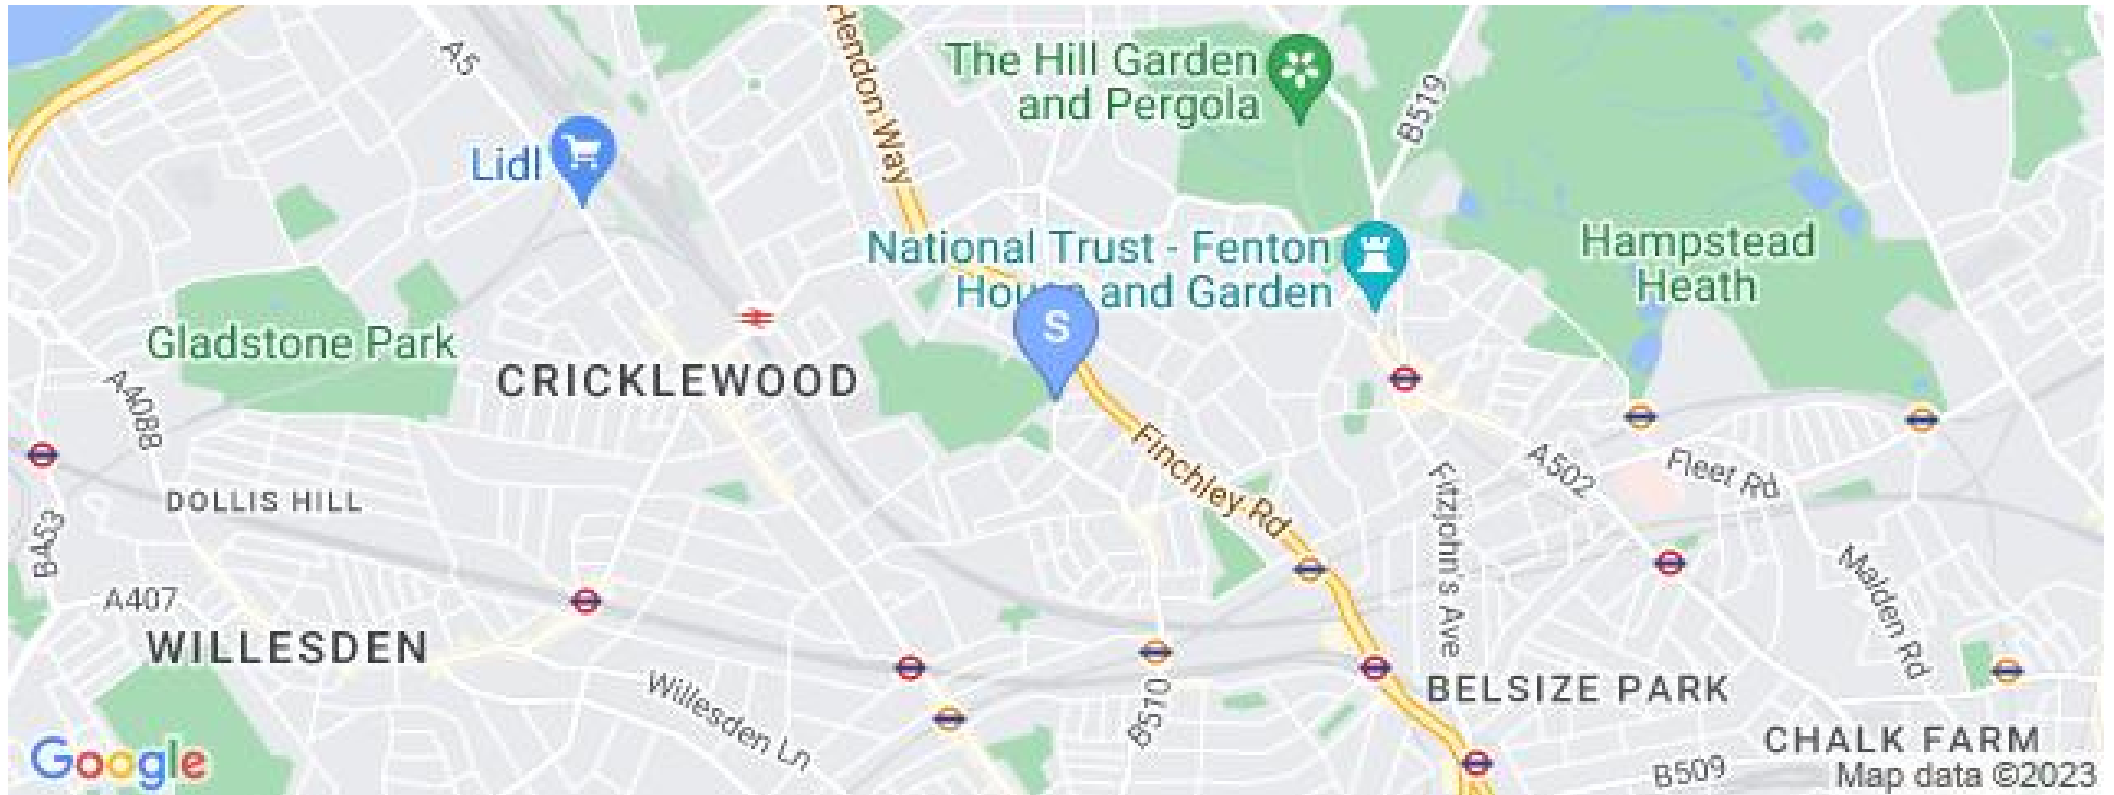 A5
Hendon Way
The Hill Garden
and Pergola
B519
Lidl
National Trust - Fenton
House and Garden
S
Hampstead
Heath
Gladstone Park
CRICKLEWOOD
A4088
Finchley Rd
A502
Fleet Rd
DOLLIS HILL
B453
Fitzjohn's Ave
A407
WILLESDEN
Malden Rd
Willesden Ln
B510
BELSIZE PARK
CHALK FARM
B509
Google
Map data ©2023